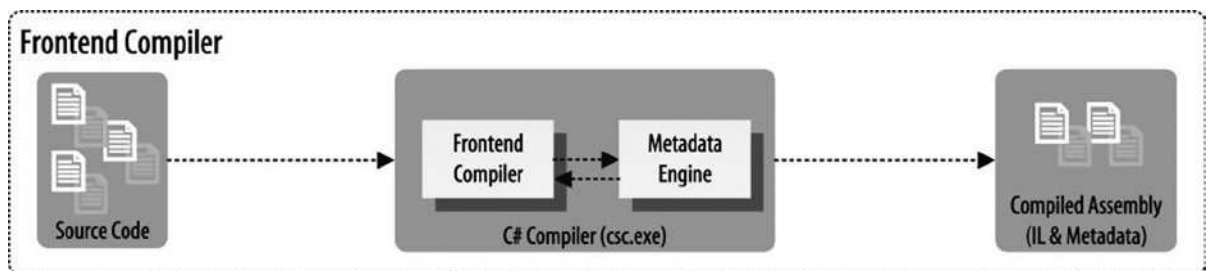 Frontend Compiler
Source Code
Frontend
Compiler
Metadata
Engine
C# Compiler (csc.exe)
Compiled Assembly
(IL & Metadata)